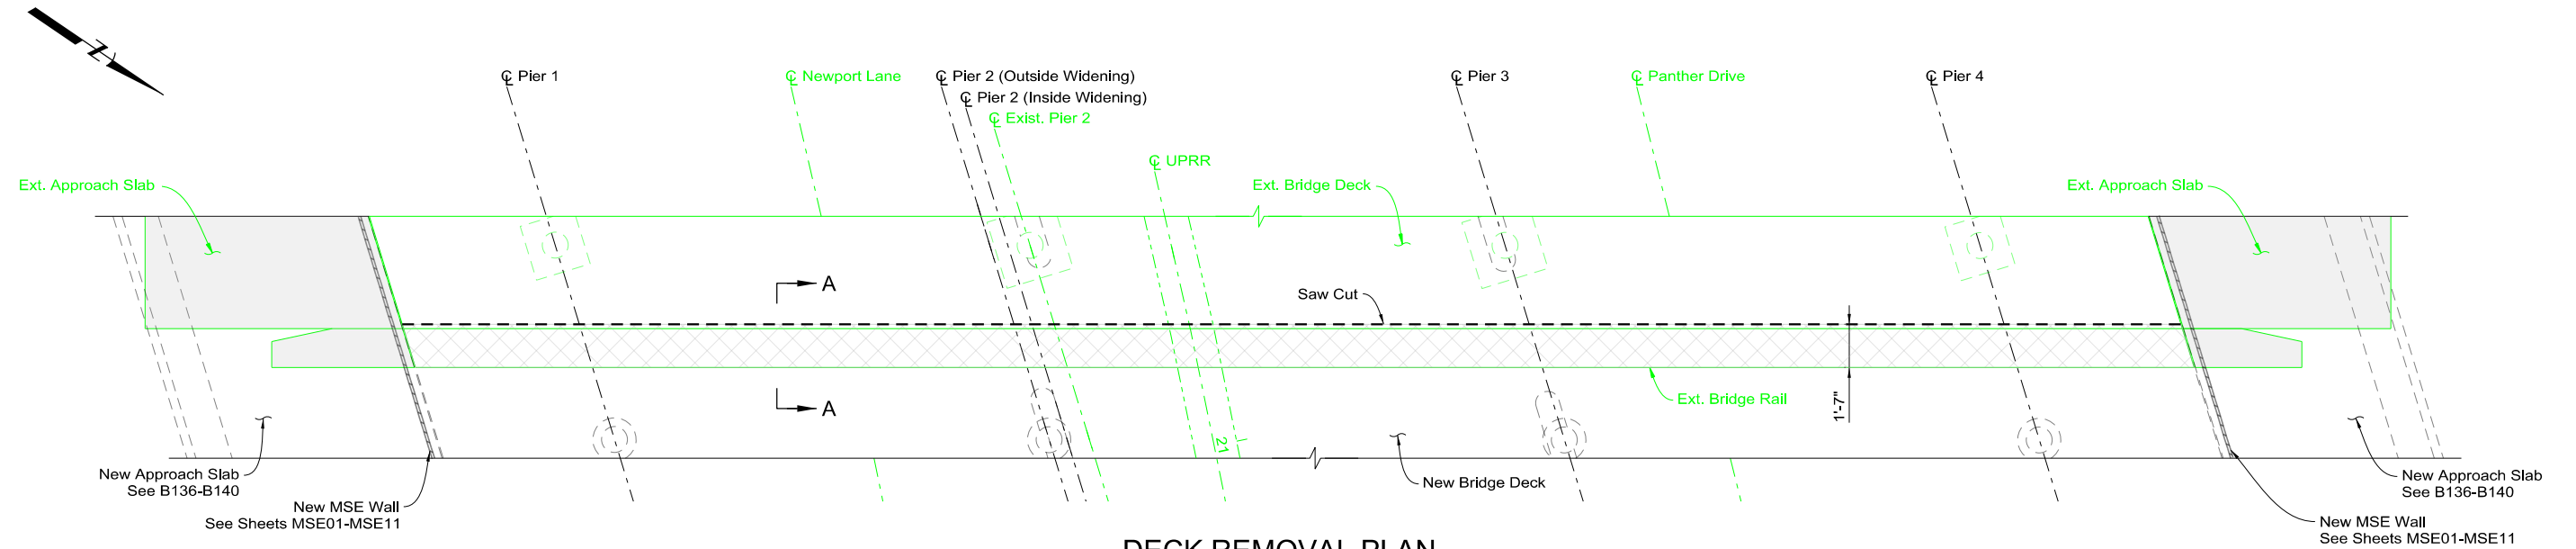 N
℄ Pier 1
℄ Newport Lane
℄ Pier 2 (Outside Widening)
℄ Pier 2 (Inside Widening)
℄ Exist. Pier 2
℄ UPRR
℄ Pier 3
℄ Panther Drive
℄ Pier 4
Ext. Approach Slab
Ext. Bridge Deck
Ext. Approach Slab
A
Saw Cut
A
Ext. Bridge Rail
1'-7"
21
New Approach Slab
See B136-B140
New MSE Wall
See Sheets MSE01-MSE11
New Bridge Deck
New Approach Slab
See B136-B140
New MSE Wall
See Sheets MSE01-MSE11
DECK REMOVAL PLAN